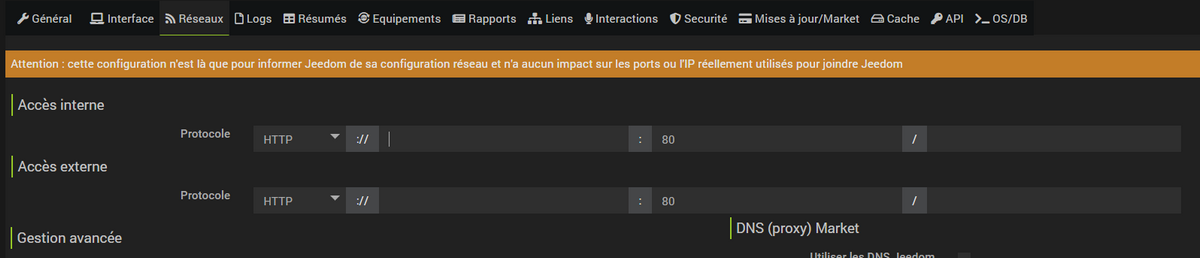 Général Interface Réseaux Logs Résumés Equipements Rapports Liens Interactions Securité Mises à jour/Market Cache API OS/DB
Attention : cette configuration n'est là que pour informer Jeedom de sa configuration réseau et n'a aucun impact sur les ports ou l'IP réellement utilisés pour joindre Jeedom
Accès interne
Protocole HTTP :// : 80 /
Accès externe
Protocole HTTP :// : 80 /
Gestion avancée
DNS (proxy) Market
Utiliser les DNS Jeedom